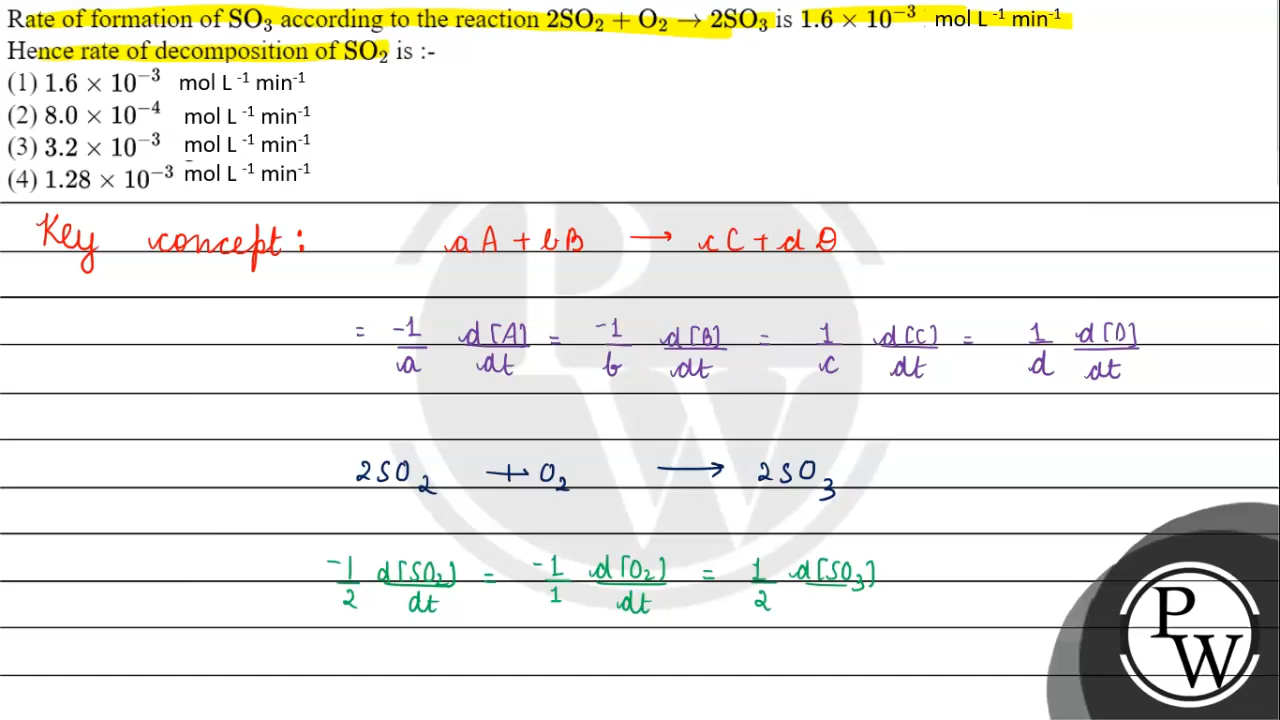 Rate of formation of SO₃ according to the reaction 2SO₂ + O₂ → 2SO₃ is 1.6 × 10⁻³ mol L ⁻¹ min⁻¹
Hence rate of decomposition of SO₂ is :-
(1) 1.6 × 10⁻³ mol L ⁻¹ min⁻¹
(2) 8.0 × 10⁻⁴ mol L ⁻¹ min⁻¹
(3) 3.2 × 10⁻³ mol L ⁻¹ min⁻¹
(4) 1.28 × 10⁻³ mol L ⁻¹ min⁻¹
Key concept : aA + bB → cC + dD
= -1/a d[A]/dt = -1/b d[B]/dt = 1/c d[C]/dt = 1/d d[D]/dt
2SO₂ + O₂ → 2SO₃
-1/2 d[SO₂]/dt = -1/1 d[O₂]/dt = 1/2 d[SO₃]
PW
PW